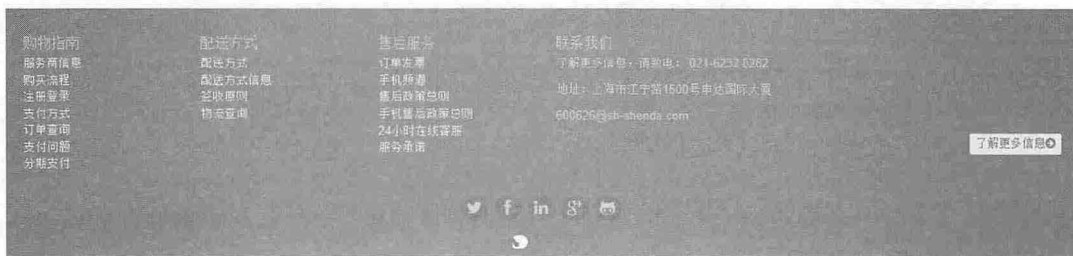 购物指南
服务商信息
购买流程
注册登录
支付方式
订单查询
支付问题
分期支付
配送方式
配送方式
配送方式信息
签收原则
物流查询
售后服务
订单发票
手机频道
售后政策总则
手机售后政策总则
24小时在线客服
服务承诺
联系我们
了解更多信息，请致电： 021-6232 8282
地址：上海市江宁路1500号申达国际大厦
600626@sh-shenda.com
了解更多信息